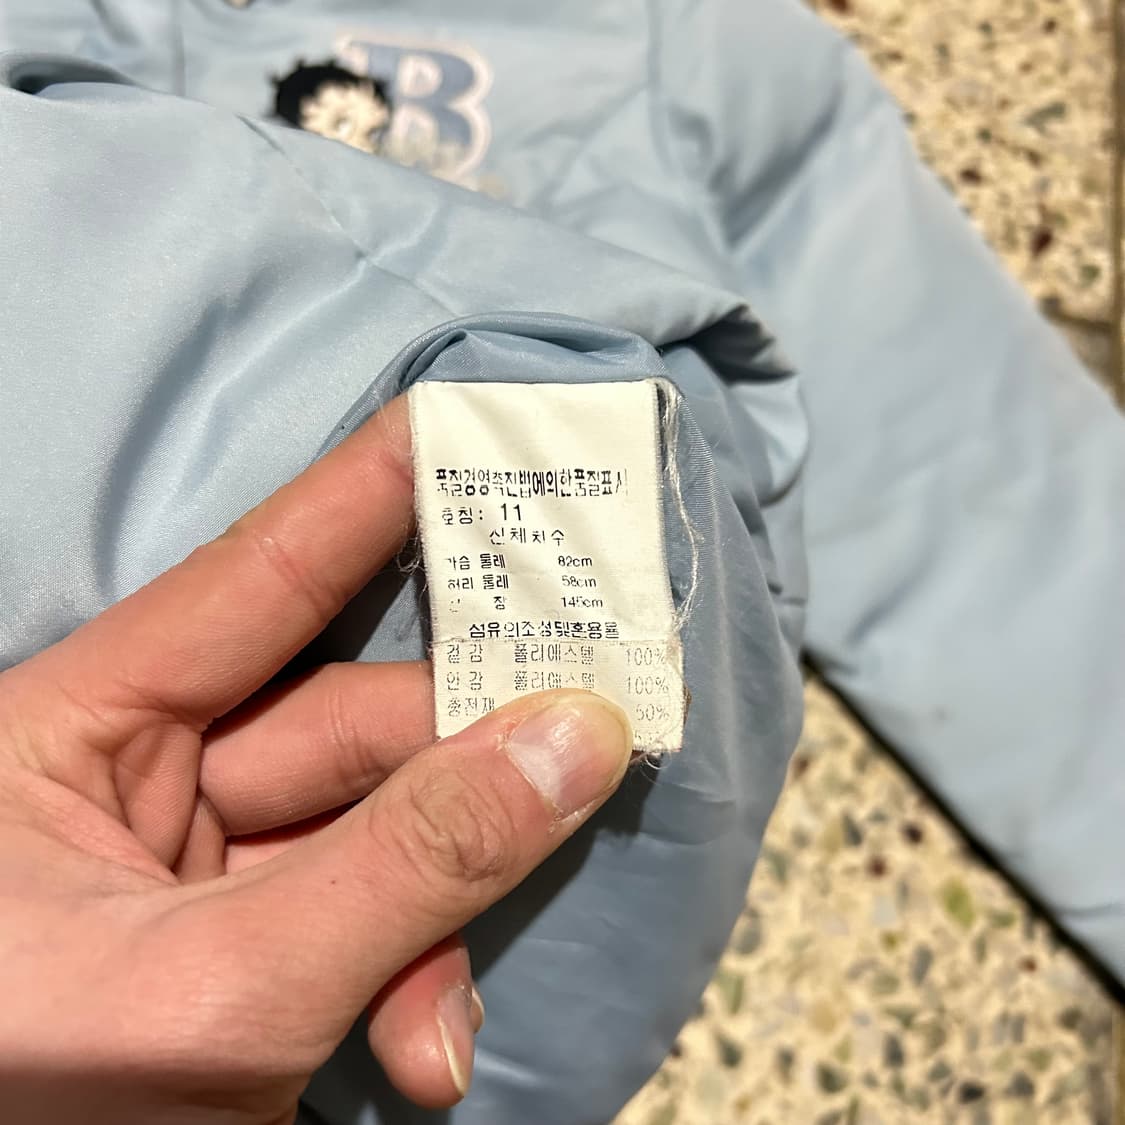 B
품질경영촉진법에의한품질표시
호칭: 11
신체치수
가슴 둘레 82cm
허리 둘레 58cm
신 장 145cm
섬유의조성및혼용률
겉 감 폴리에스텔 100%
안 감 폴리에스텔 100%
충전재 50%